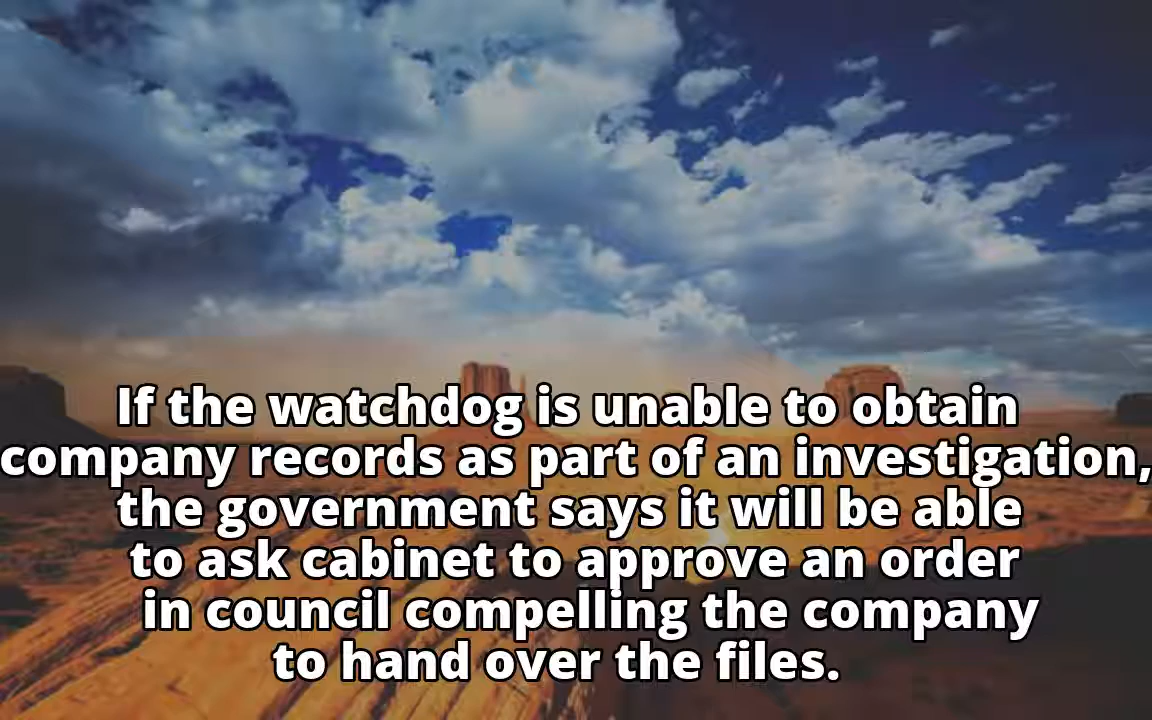 If the watchdog is unable to obtain
company records as part of an investigation,
the government says it will be able
to ask cabinet to approve an order
in council compelling the company
to hand over the files.